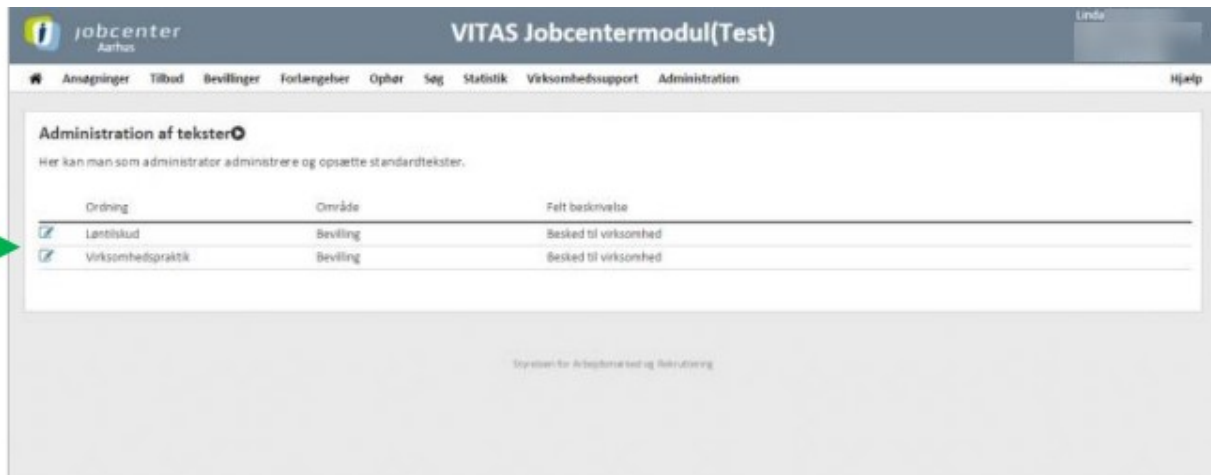 jobcenter
Aarhus
VITAS Jobcentermodul(Test)
Linda
Ansøgninger Tilbud Bevillinger Forlængelser Ophør Søg Statistik Virksomhedssupport Administration Hjælp
Administration af tekster
Her kan man som administrator administrere og opsætte standardtekster.
Ordning Område Felt beskrivelse
Løntilskud Bevilling Besked til virksomhed
Virksomhedspraktik Bevilling Besked til virksomhed
Styrelsen for Arbejdsmarked og Rekruttering